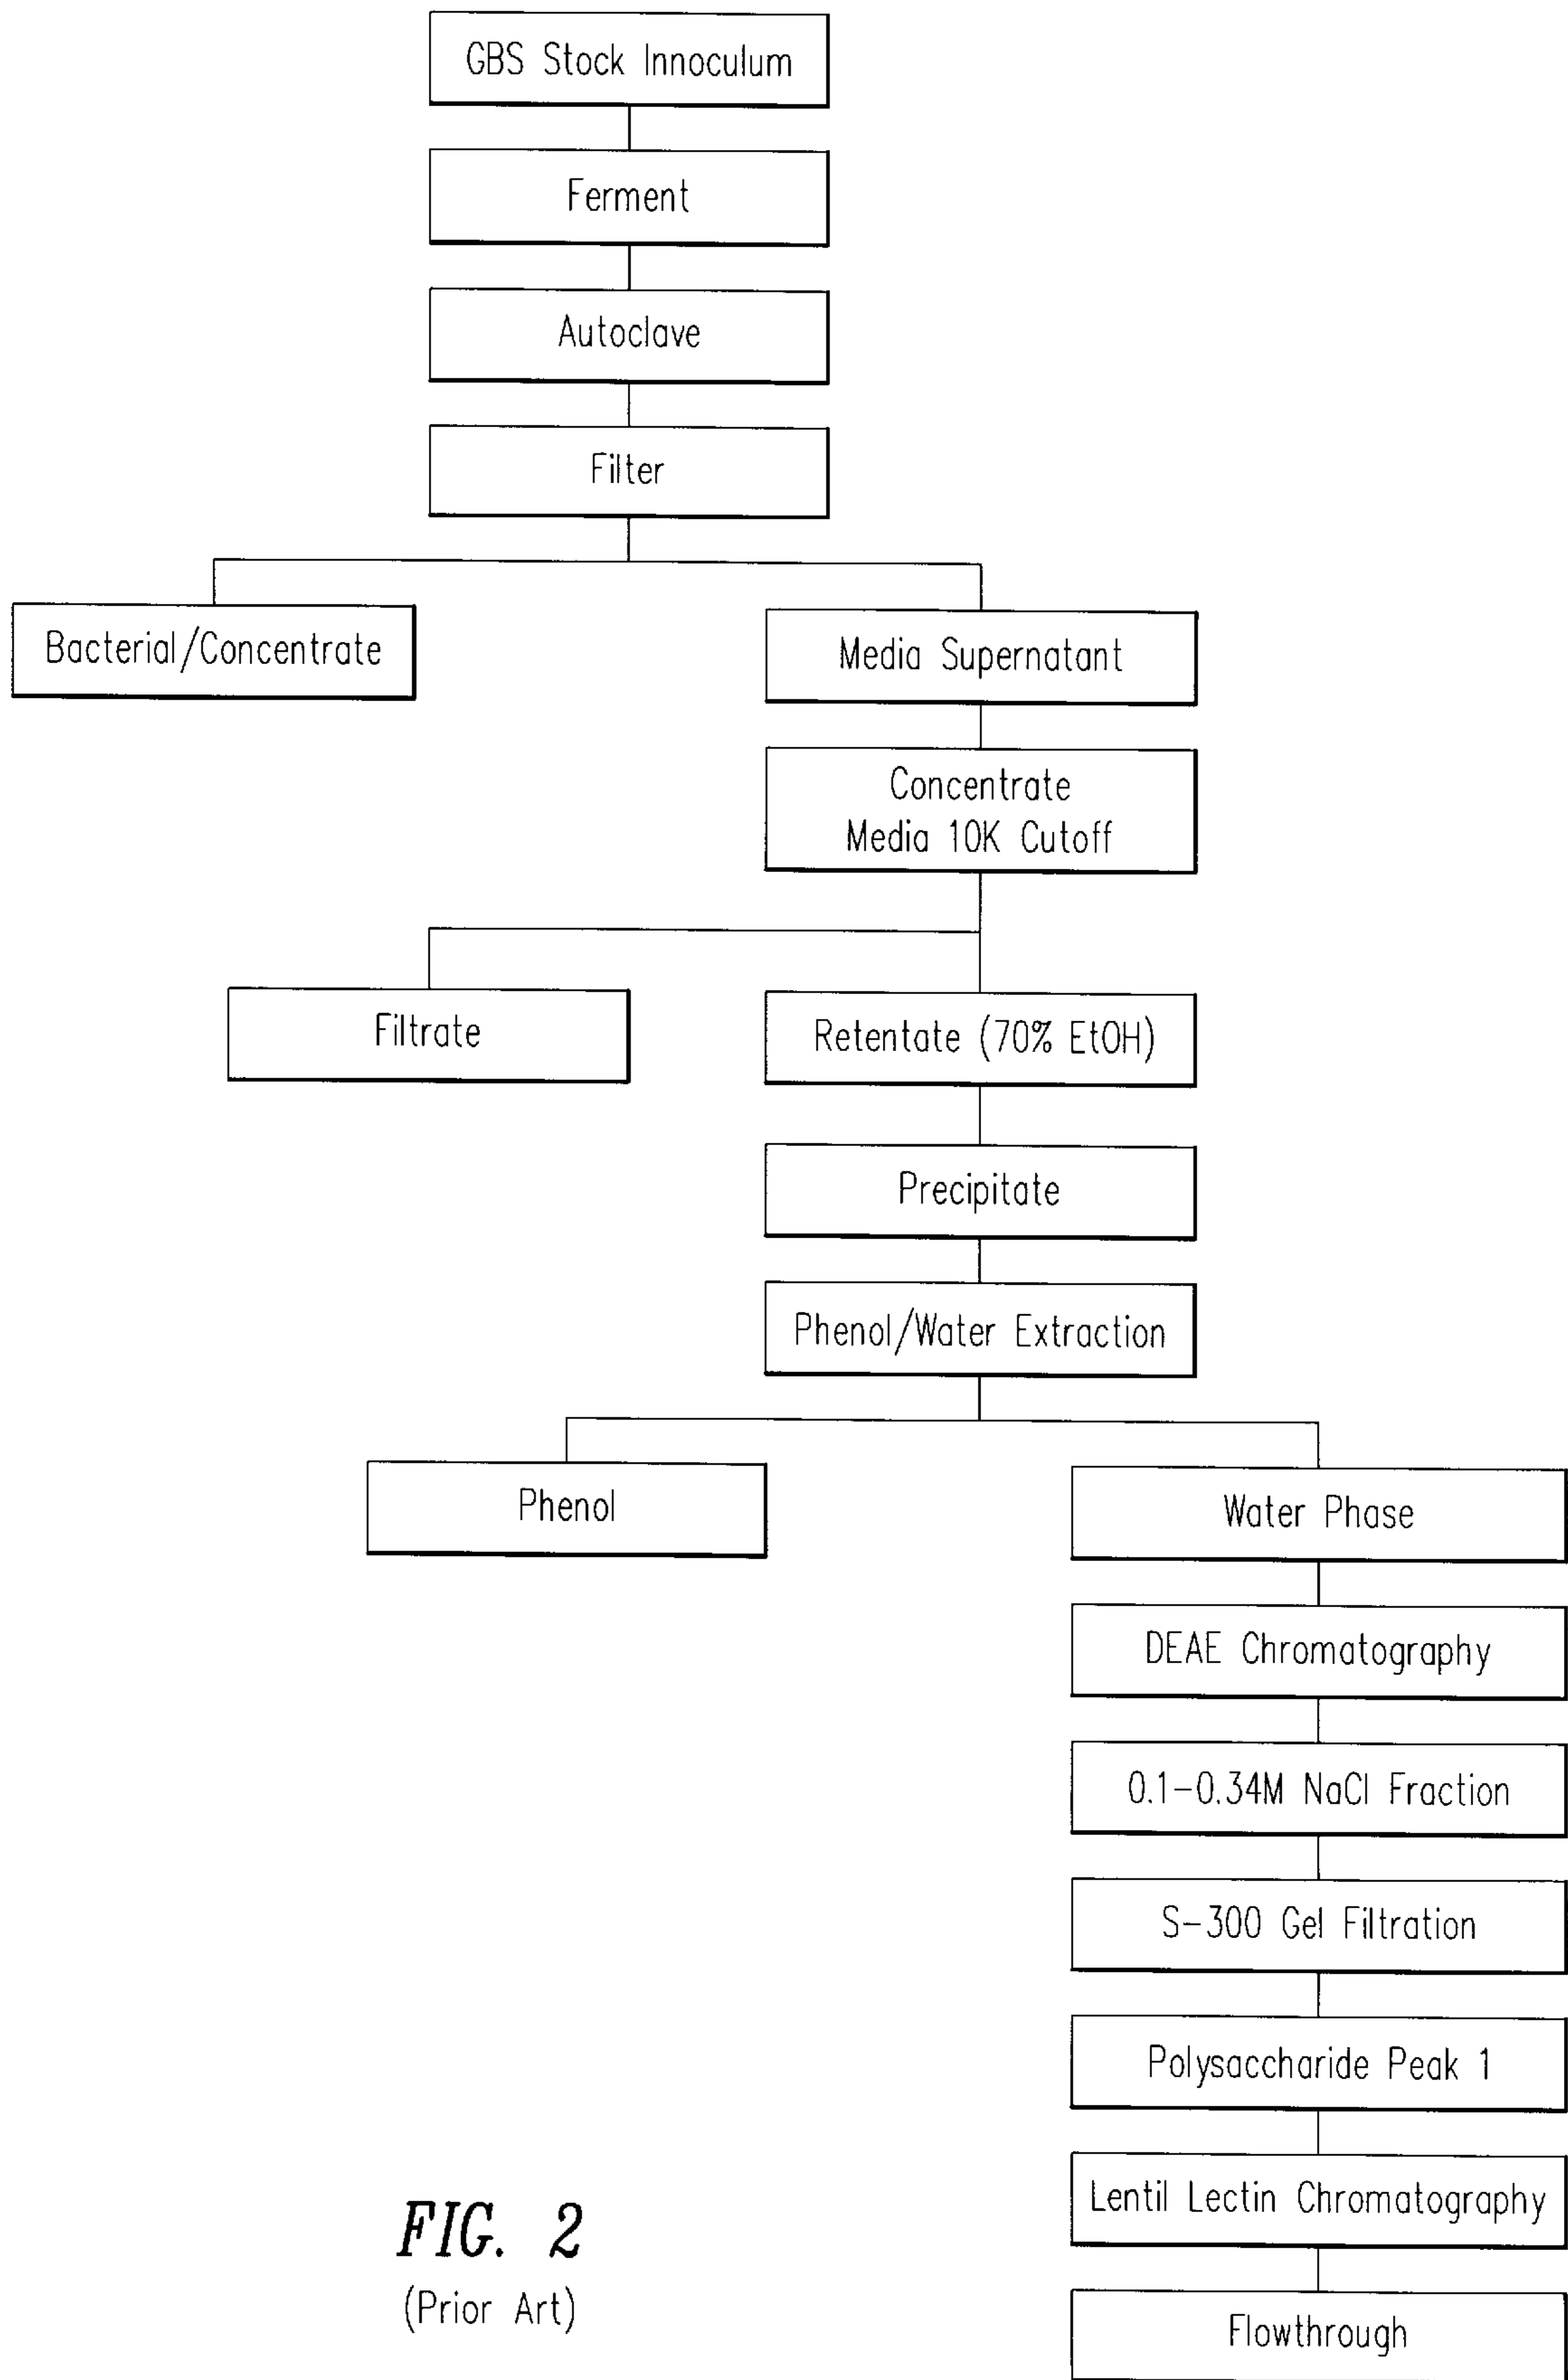 GBS Stock Innoculum
Ferment
Autoclave
Filter
Bacterial/Concentrate
Media Supernatant
Concentrate
Media 10K Cutoff
Filtrate
Retentate (70% EtOH)
Precipitate
Phenol/Water Extraction
Phenol
Water Phase
DEAE Chromatography
0.1-0.34M NaCl Fraction
S-300 Gel Filtration
Polysaccharide Peak 1
Lentil Lectin Chromatography
Flowthrough
FIG. 2
(Prior Art)